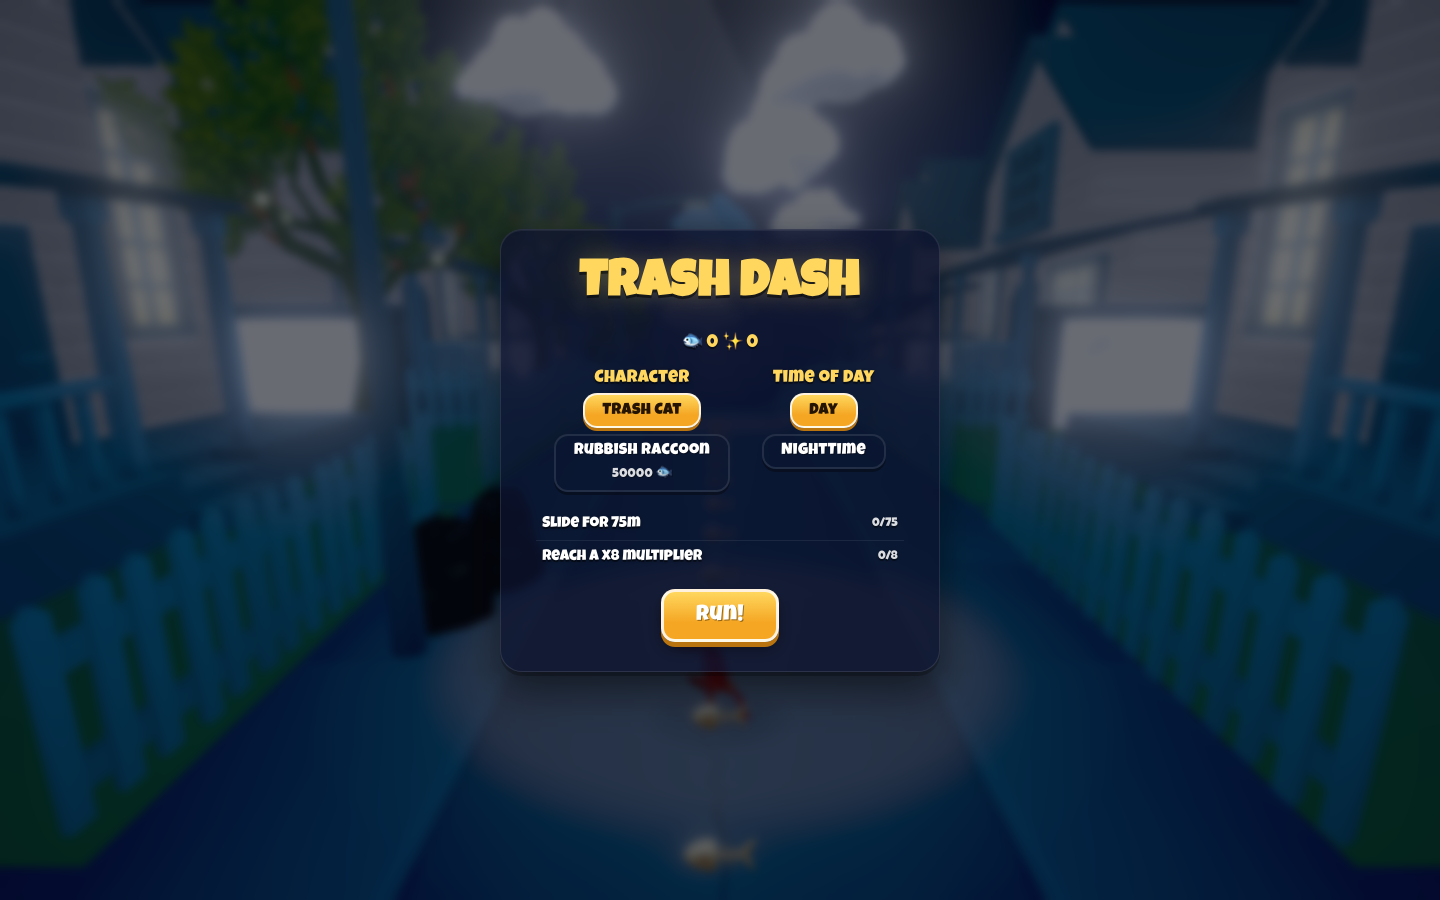 TRASH DASH
0 0
CHARACTER
TIME OF DAY
TRASH CAT
DAY
RUBBISH RACCOON
50000
NIGHTTIME
SLIDE FOR 75M
0/75
REACH A X8 MULTIPLIER
0/8
RUN!